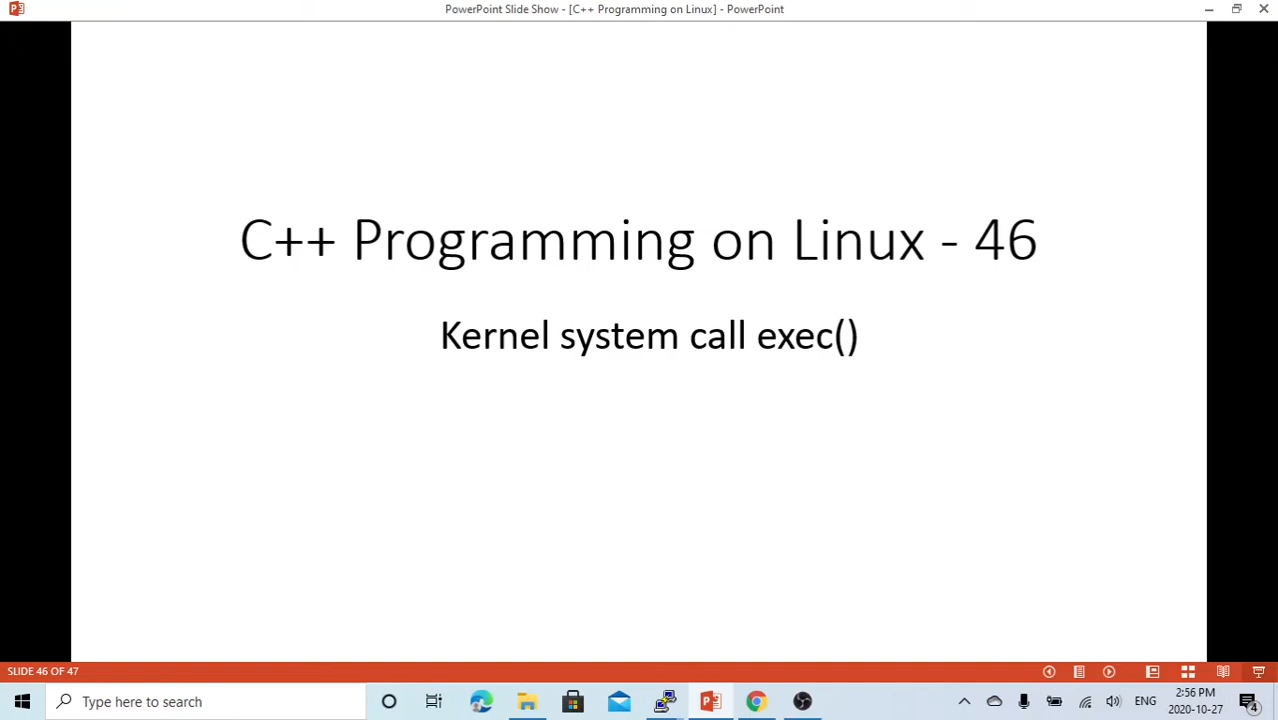 PowerPoint Slide Show - [C++ Programming on Linux] - PowerPoint
C++ Programming on Linux - 46
Kernel system call exec()
SLIDE 46 OF 47
Type here to search
ENG
2:56 PM
2020-10-27
4